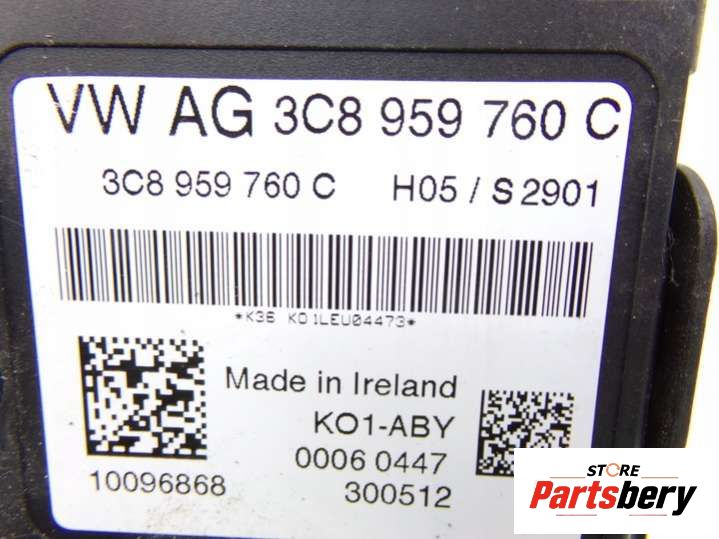 VW AG 3C8 959 760 C
3C8 959 760 C H05 / S 2901
*K36 KO1LEU04473*
Made in Ireland
KO1-ABY
0006 0447
10096868 300512
STORE
Partsbery